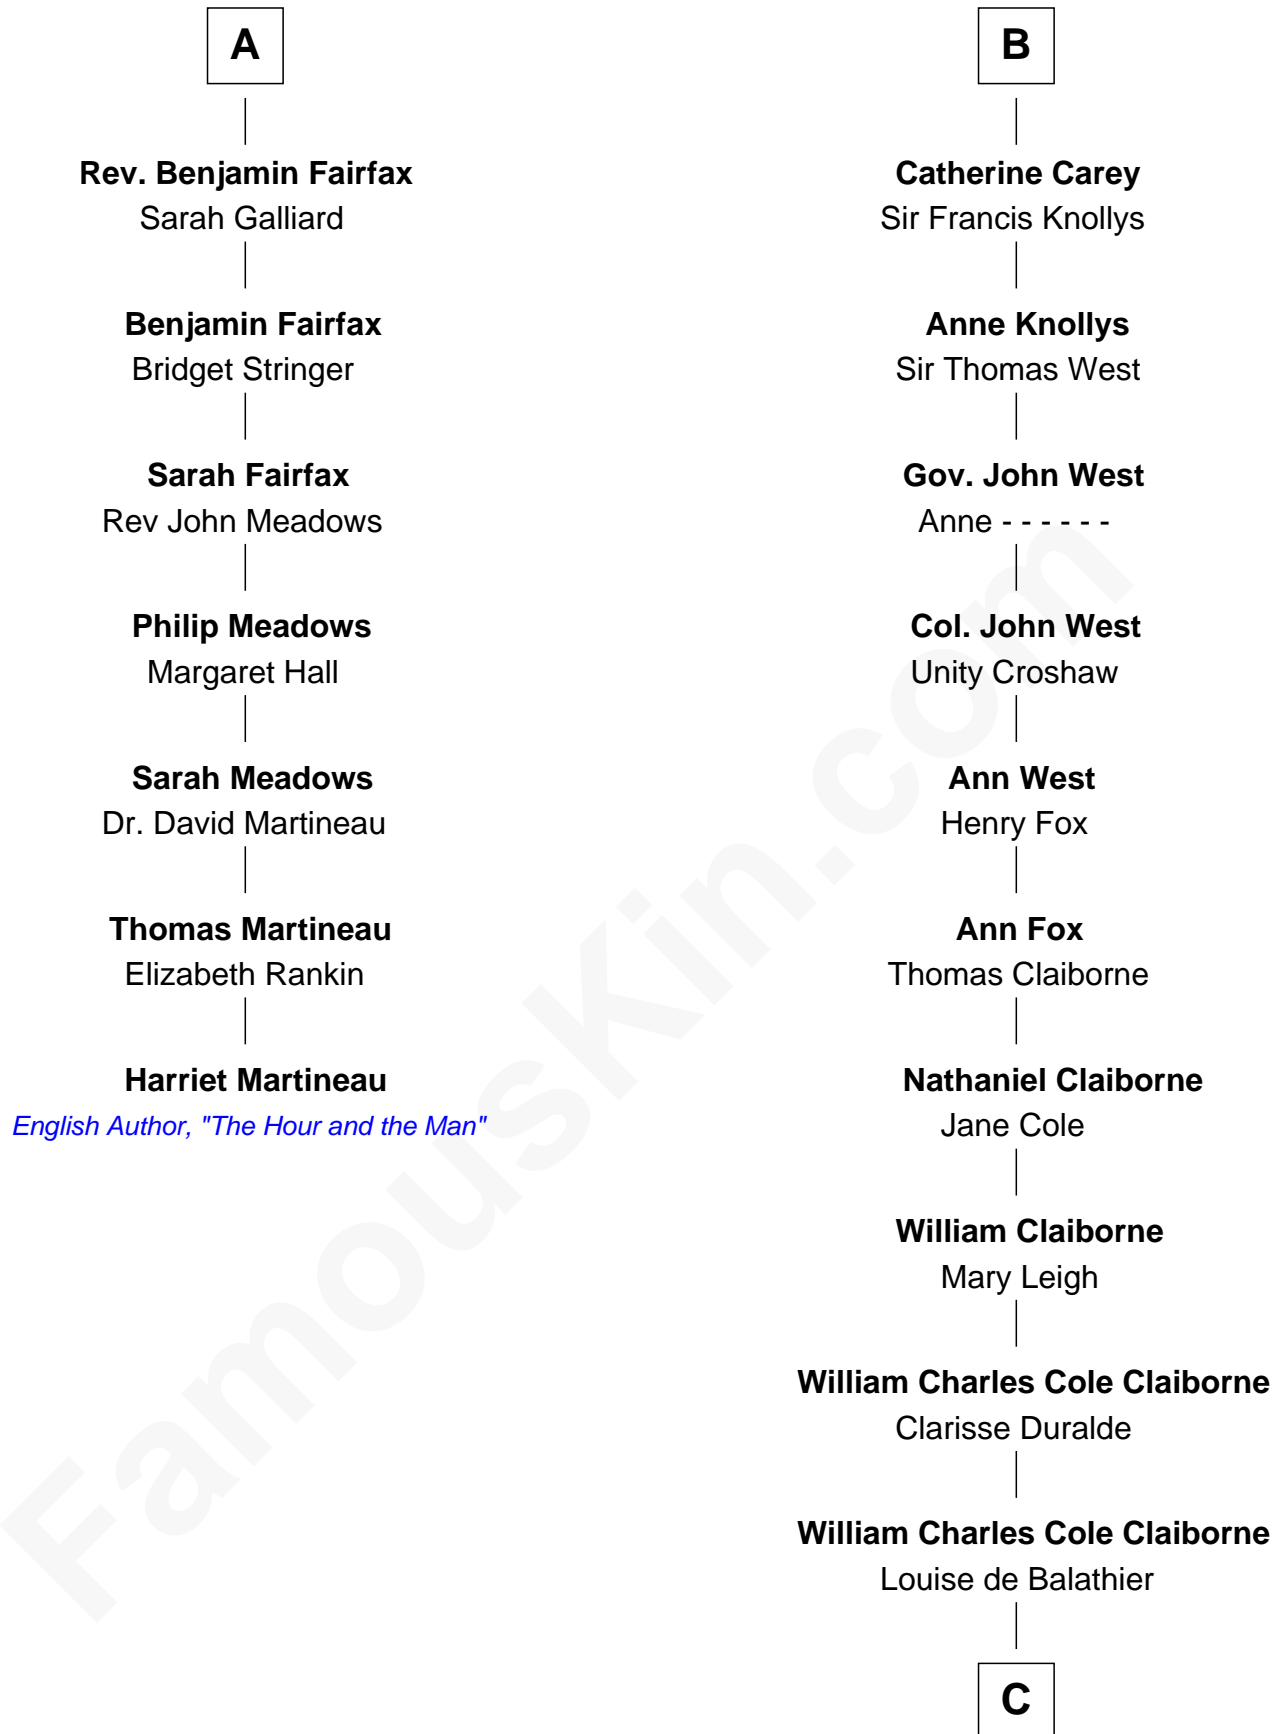 A
Rev. Benjamin Fairfax
Sarah Galliard
Benjamin Fairfax
Bridget Stringer
Sarah Fairfax
Rev John Meadows
Philip Meadows
Margaret Hall
Sarah Meadows
Dr. David Martineau
Thomas Martineau
Elizabeth Rankin
Harriet Martineau
English Author, "The Hour and the Man"
B
Catherine Carey
Sir Francis Knollys
Anne Knollys
Sir Thomas West
Gov. John West
Anne - - - - - -
Col. John West
Unity Croshaw
Ann West
Henry Fox
Ann Fox
Thomas Claiborne
Nathaniel Claiborne
Jane Cole
William Claiborne
Mary Leigh
William Charles Cole Claiborne
Clarisse Duralde
William Charles Cole Claiborne
Louise de Balathier
C
FamousKin.com